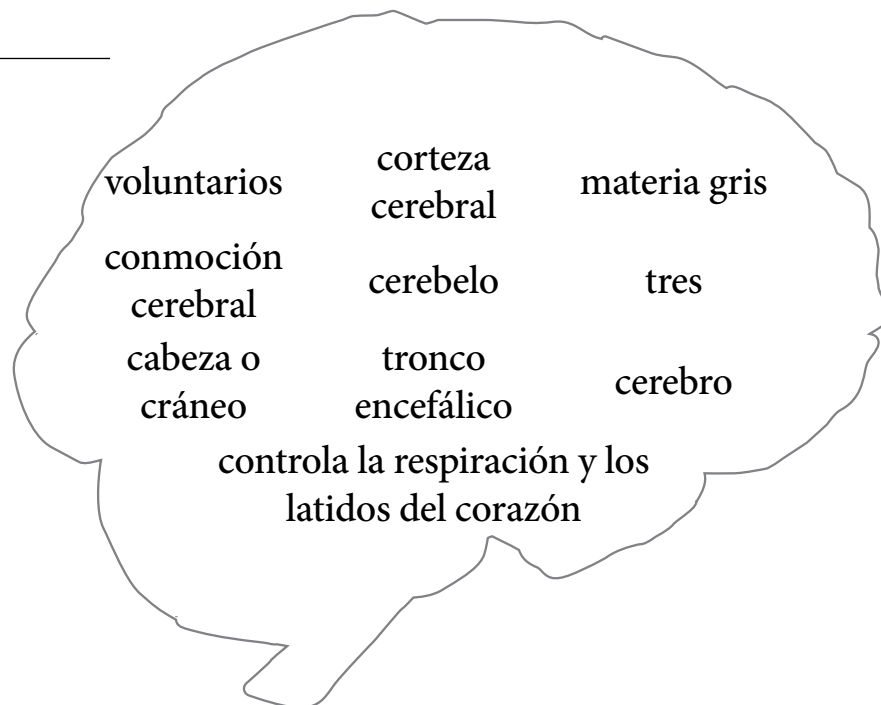 voluntarios
corteza
cerebral
materia gris
conmoción
cerebral
cerebelo
tres
cabeza o
cráneo
tronco
encefálico
cerebro
controla la respiración y los
latidos del corazón